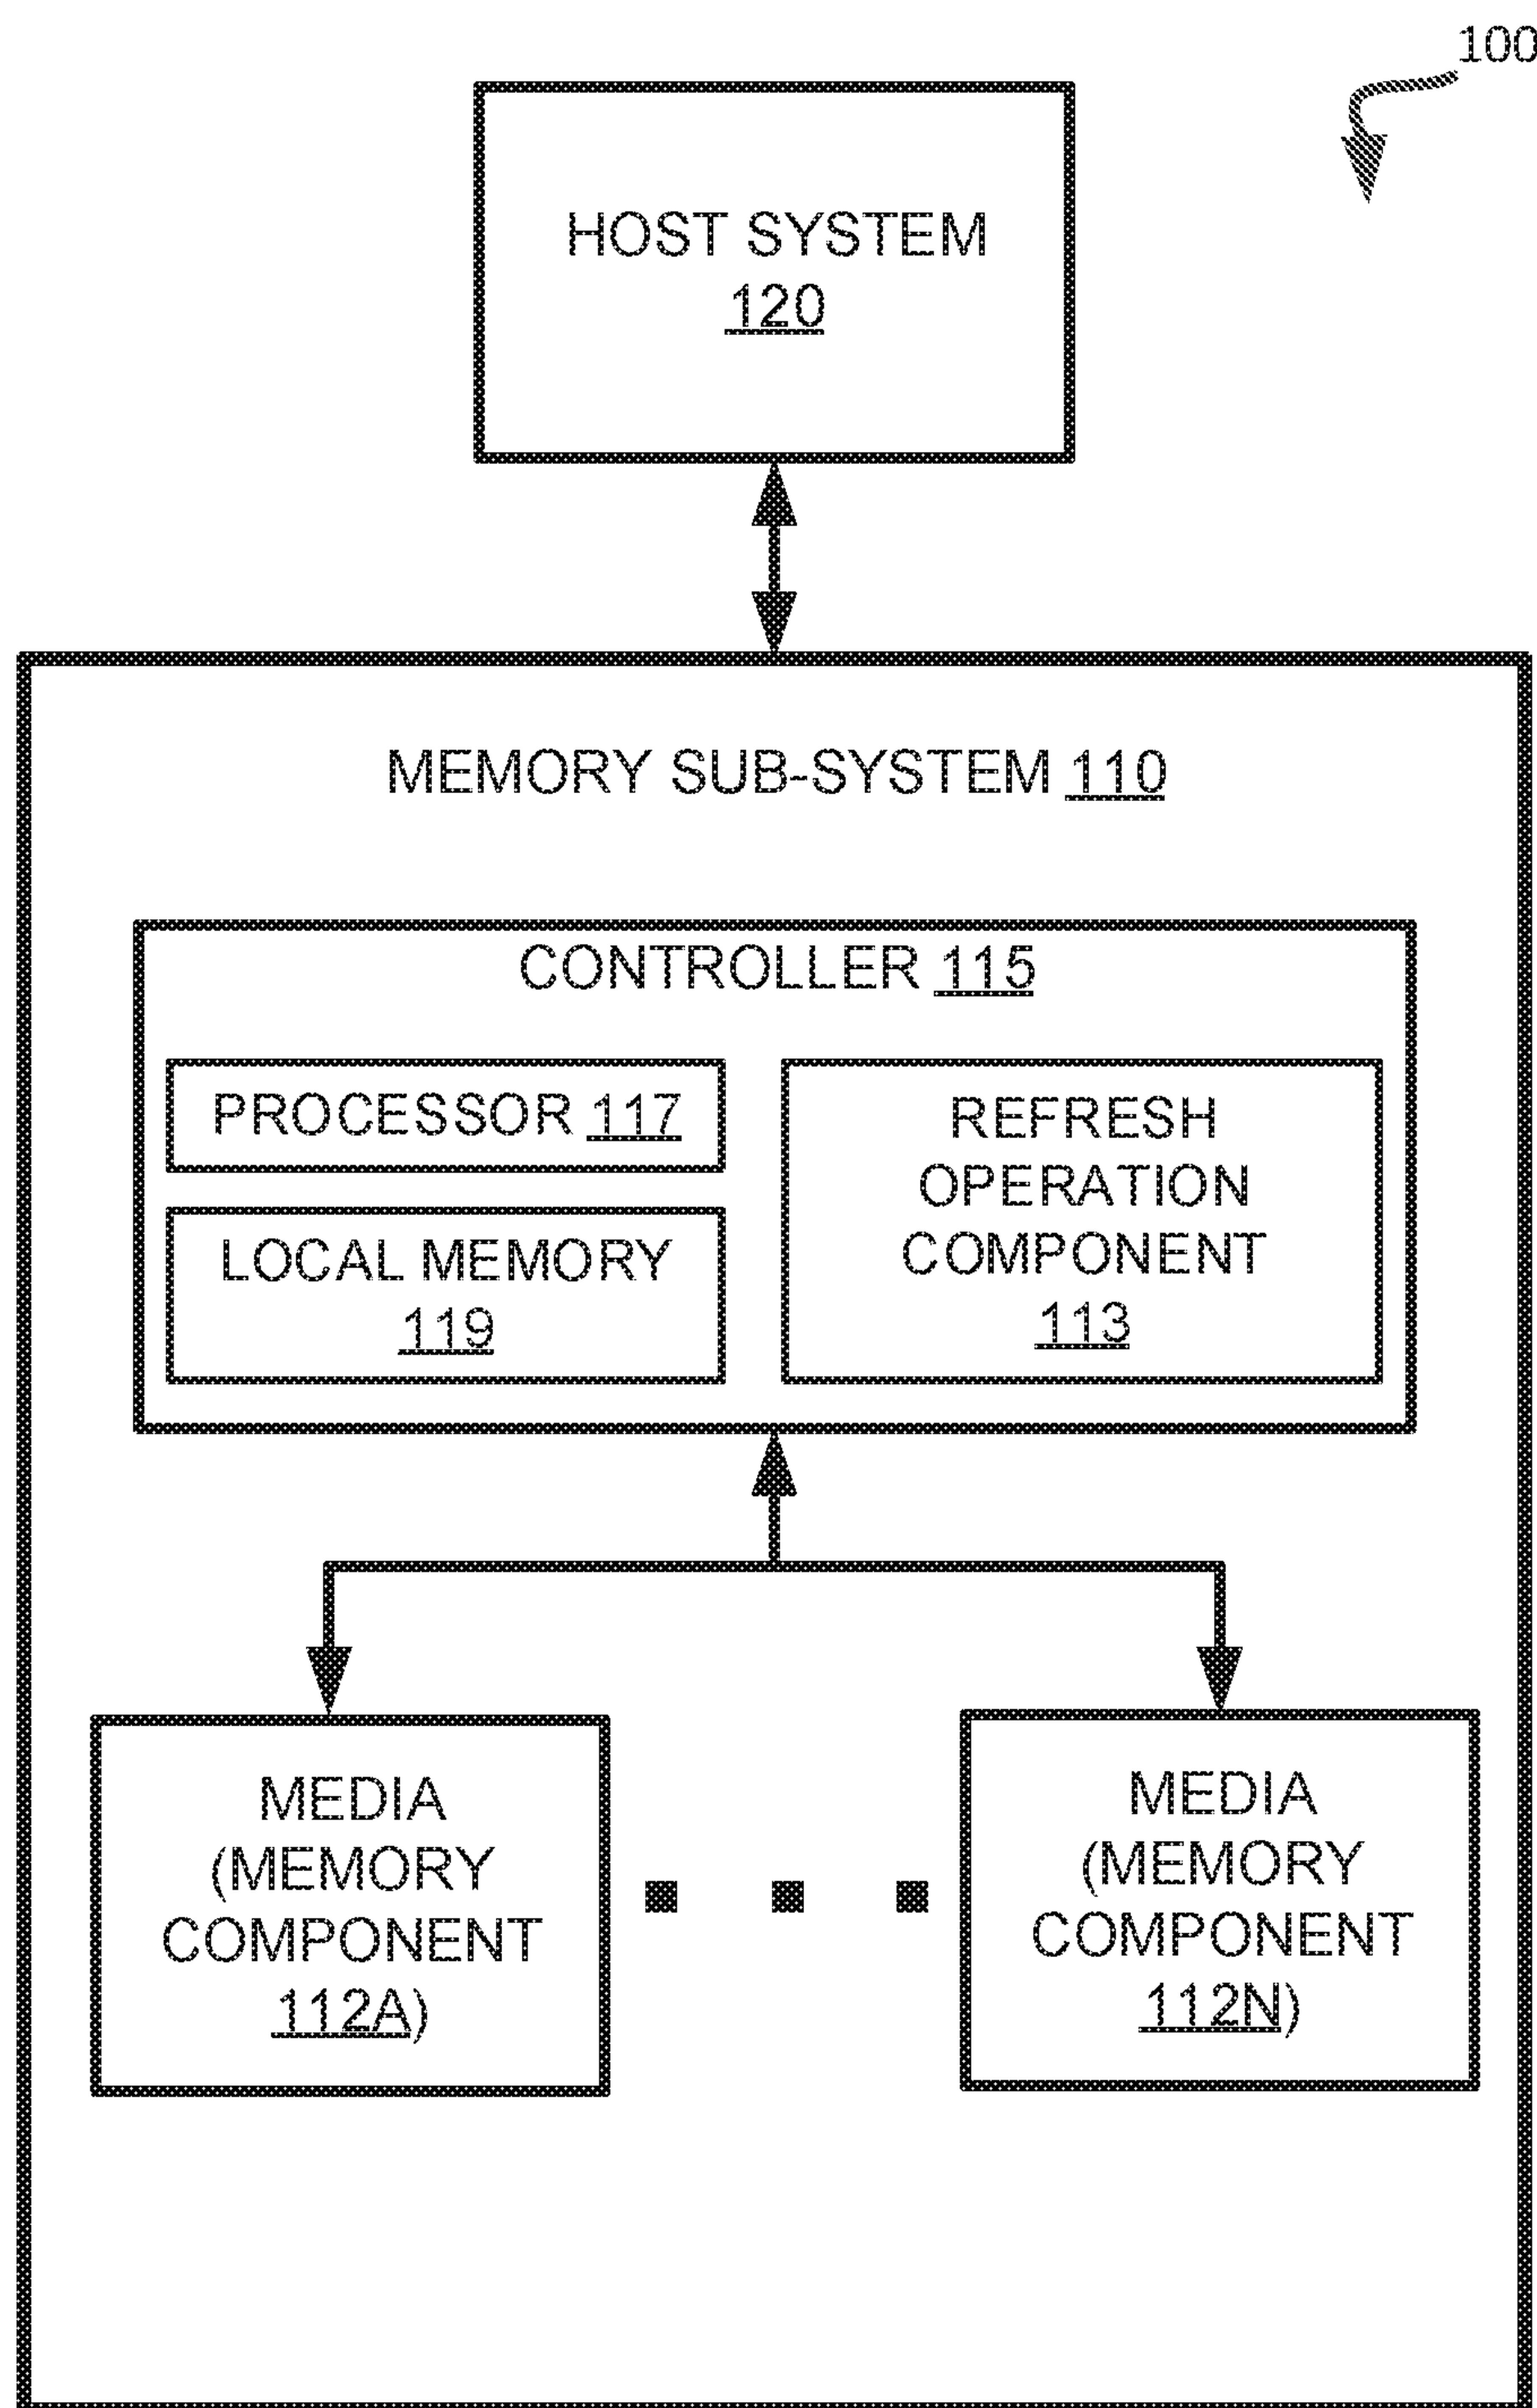 100
HOST SYSTEM
120
MEMORY SUB-SYSTEM 110
CONTROLLER 115
PROCESSOR 117
LOCAL MEMORY
119
REFRESH
OPERATION
COMPONENT
113
MEDIA
(MEMORY
COMPONENT
112A)
MEDIA
(MEMORY
COMPONENT
112N)